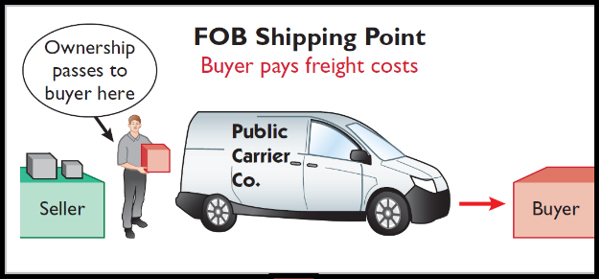 FOB Shipping Point
Buyer pays freight costs
Ownership
passes to
buyer here
Public
Carrier
Co.
Seller
Buyer